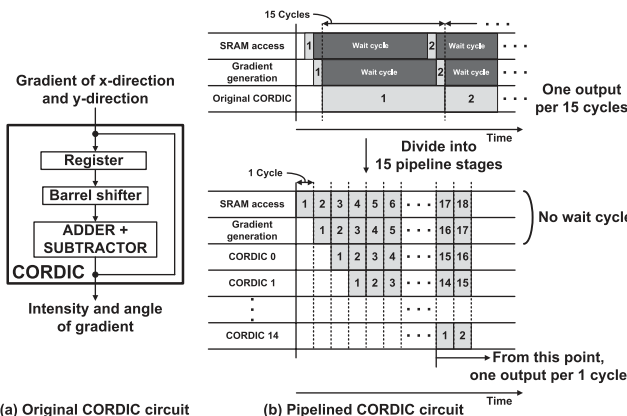 Gradient of x-direction
and y-direction
Register
Barrel shifter
ADDER +
SUBTRACTOR
CORDIC
Intensity and angle
of gradient
(a) Original CORDIC circuit
15 Cycles
SRAM access 1 Wait cycle 2 Wait cycle
Gradient
generation
1 Wait cycle 2 Wait cycle
Original CORDIC 1 2
Time
One output
per 15 cycles
Divide into
15 pipeline stages
1 Cycle
SRAM access 1 2 3 4 5 6 17 18
Gradient
generation
1 2 3 4 5 16 17
CORDIC 0 1 2 3 4 15 16
CORDIC 1 1 2 3 14 15
CORDIC 14 1 2
No wait cycle
From this point,
one output per 1 cycle
Time
(b) Pipelined CORDIC circuit